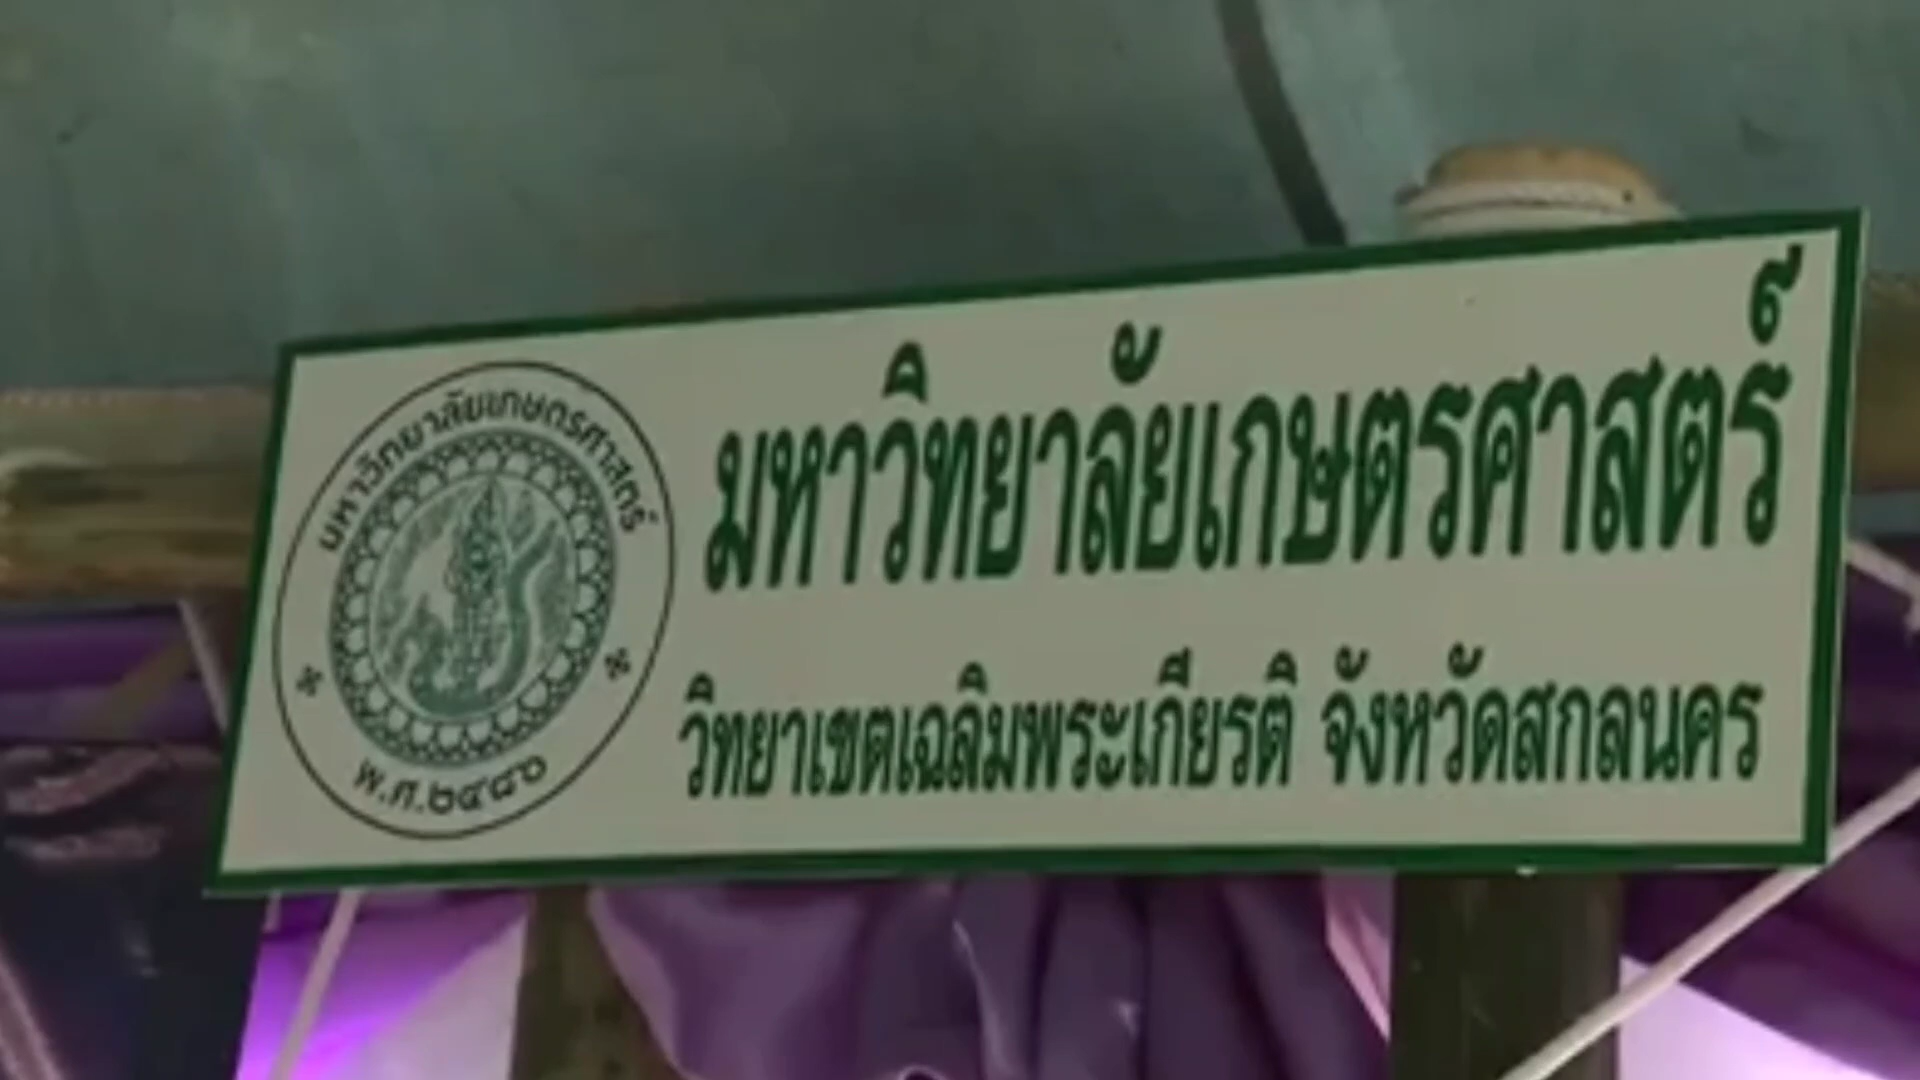 มหาวิทยาลัยเกษตรศาสตร์
พ.ศ.๒๔๘๖
มหาวิทยาลัยเกษตรศาสตร์
วิทยาเขตเฉลิมพระเกียรติ จังหวัดสกลนคร